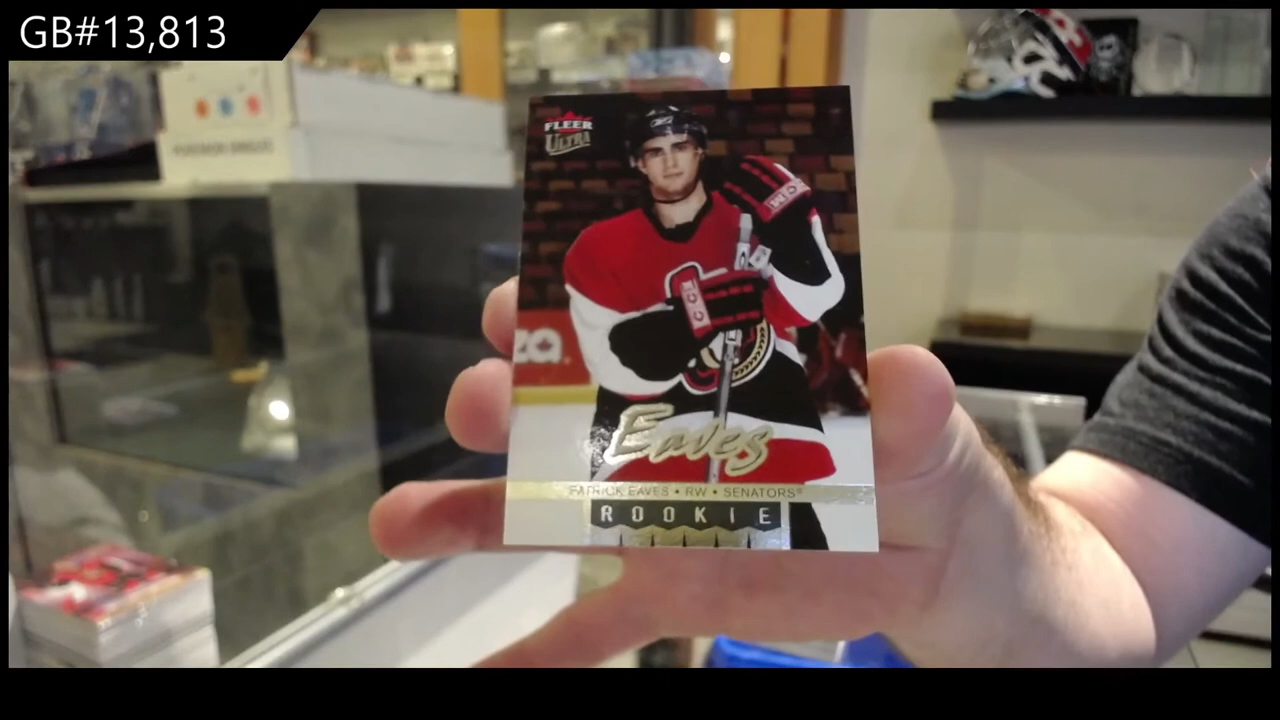 GB#13,813
FLEER
ULTRA
Eaves
PATRICK EAVES • RW • SENATORS®
ROOKIE